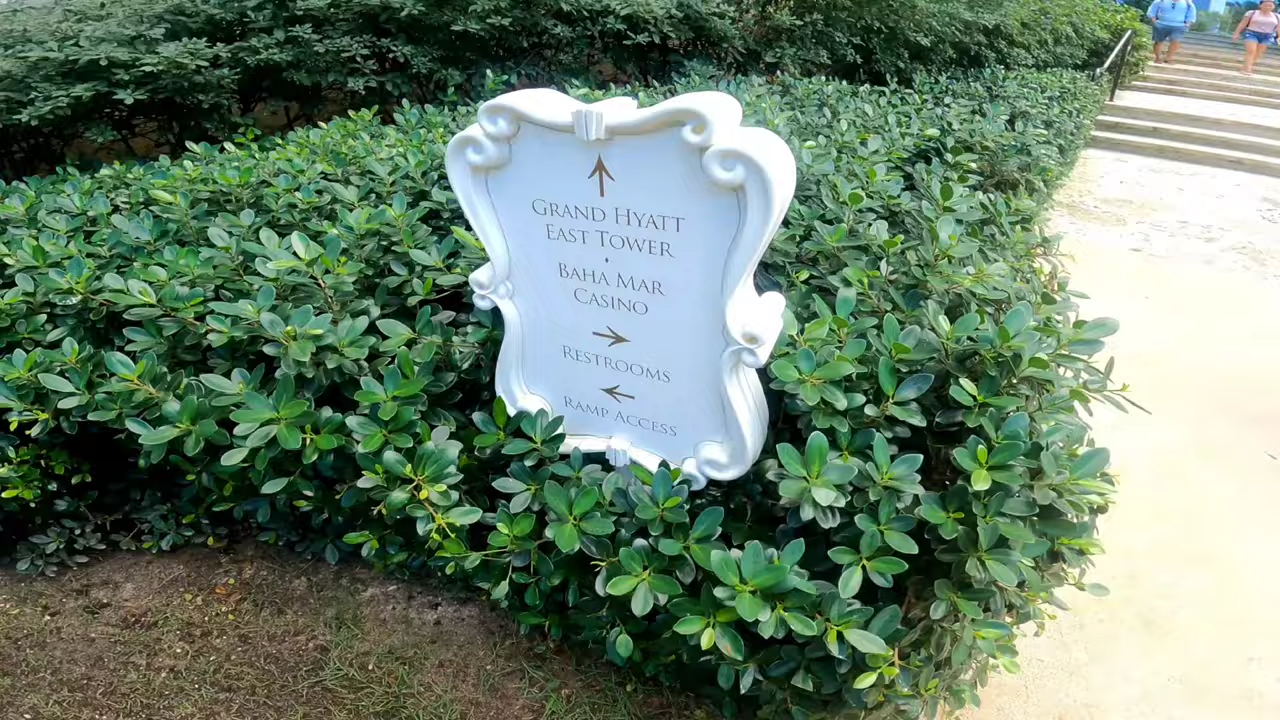 GRAND HYATT
EAST TOWER
BAHA MAR
CASINO
RESTROOMS
RAMP ACCESS